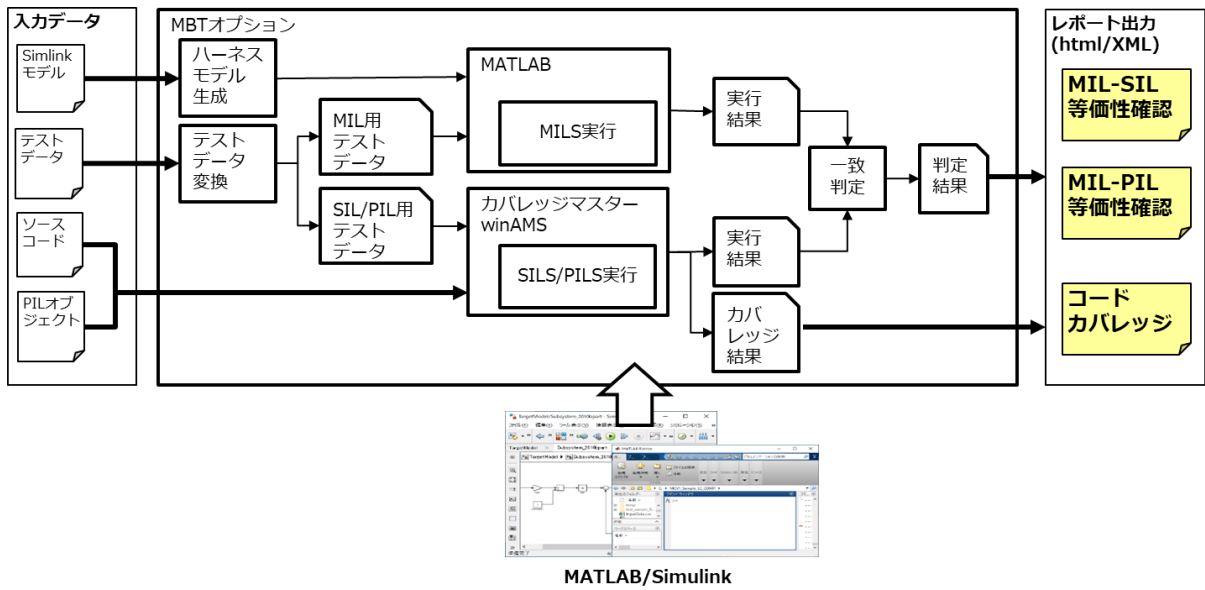 入力データ
Simlink
モデル
テスト
データ
ソース
コード
PILオブ
ジェクト
MBTオプション
ハーネス
モデル
生成
テスト
データ
変換
MIL用
テスト
データ
SIL/PIL用
テスト
データ
MATLAB
MILS実行
カバレッジマスター
winAMS
SILS/PILS実行
実行
結果
実行
結果
カバ
レッジ
結果
一致
判定
判定
結果
レポート出力
(html/XML)
MIL-SIL
等価性確認
MIL-PIL
等価性確認
コード
カバレッジ
MATLAB/Simulink